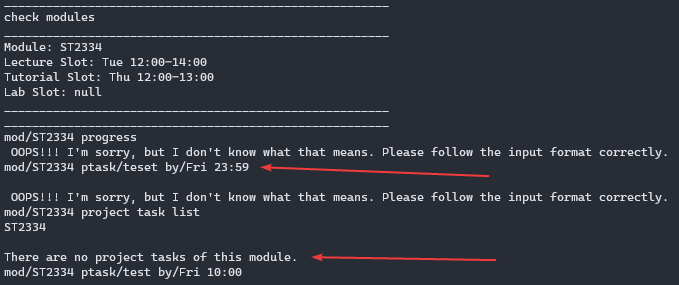 _______________________________________________________
check modules
_______________________________________________________
Module: ST2334
Lecture Slot: Tue 12:00-14:00
Tutorial Slot: Thu 12:00-13:00
Lab Slot: null
_______________________________________________________
_______________________________________________________
mod/ST2334 progress
OOPS!!! I'm sorry, but I don't know what that means. Please follow the input format correctly.
mod/ST2334 ptask/teset by/Fri 23:59
OOPS!!! I'm sorry, but I don't know what that means. Please follow the input format correctly.
mod/ST2334 project task list
ST2334
There are no project tasks of this module.
mod/ST2334 ptask/test by/Fri 10:00